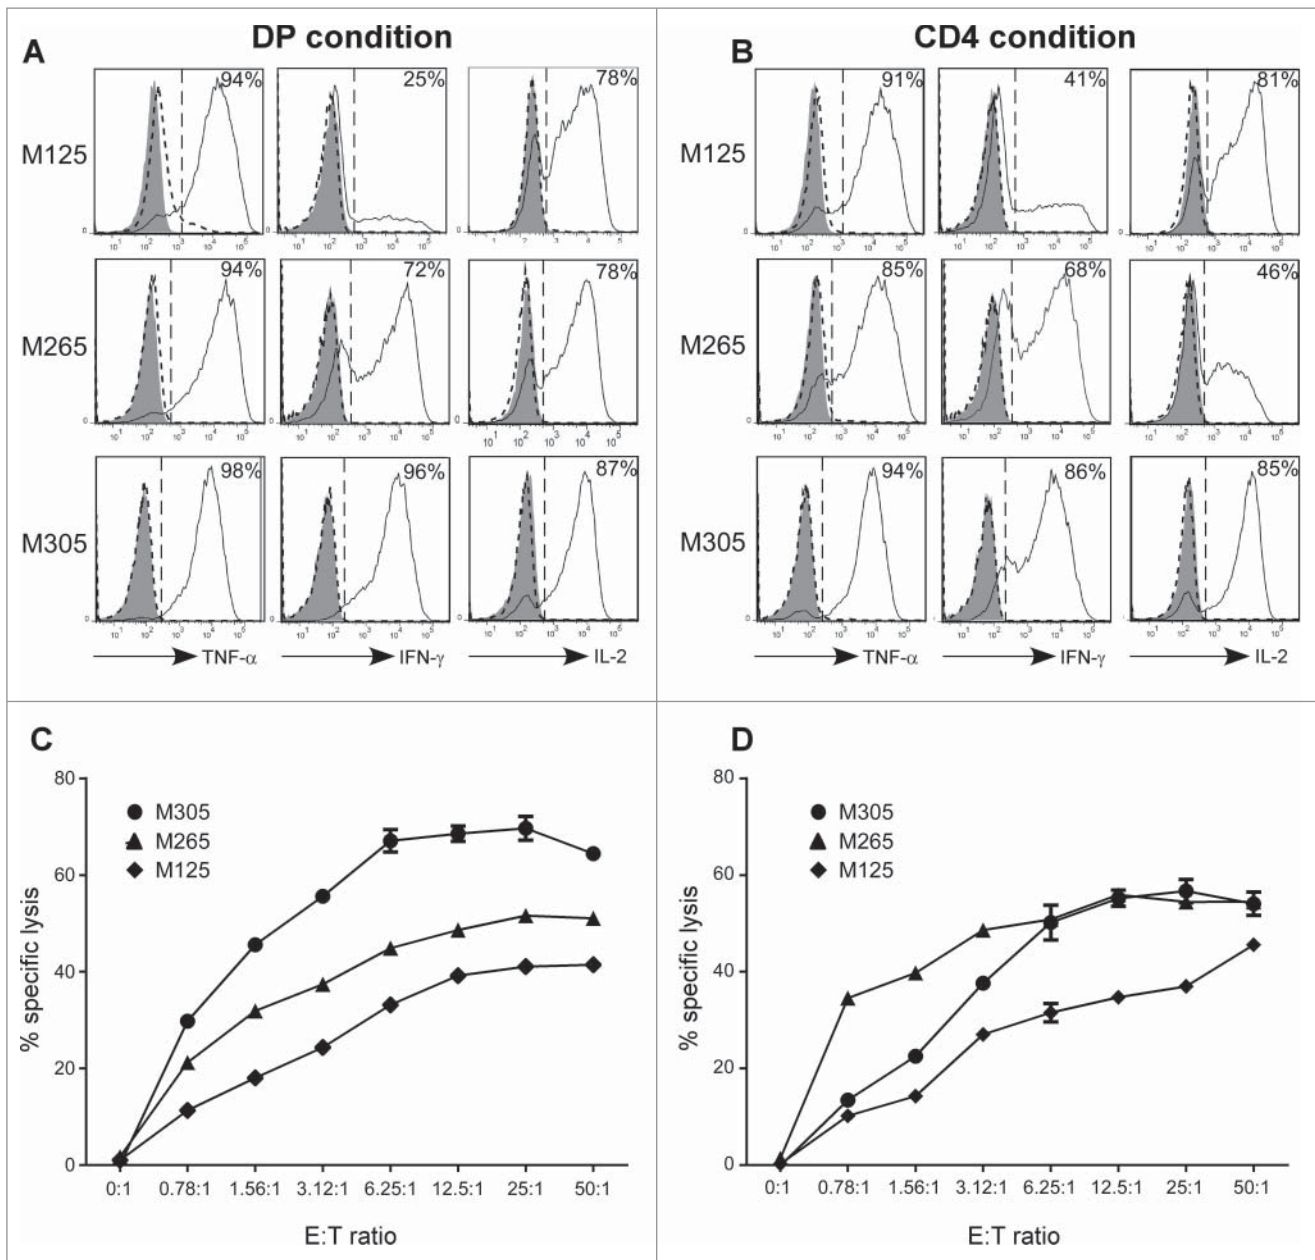 A
DP condition
94%
25%
78%
M125
94%
72%
78%
M265
98%
96%
87%
M305
TNF-α
IFN-γ
IL-2
B
CD4 condition
91%
41%
81%
M125
85%
68%
46%
M265
94%
86%
85%
M305
TNF-α
IFN-γ
IL-2
C
80
60
40
20
0
% specific lysis
M305
M265
M125
0:1 0.78:1 1.56:1 3.12:1 6.25:1 12.5:1 25:1 50:1
E:T ratio
D
80
60
40
20
0
% specific lysis
M305
M265
M125
0:1 0.78:1 1.56:1 3.12:1 6.25:1 12.5:1 25:1 50:1
E:T ratio